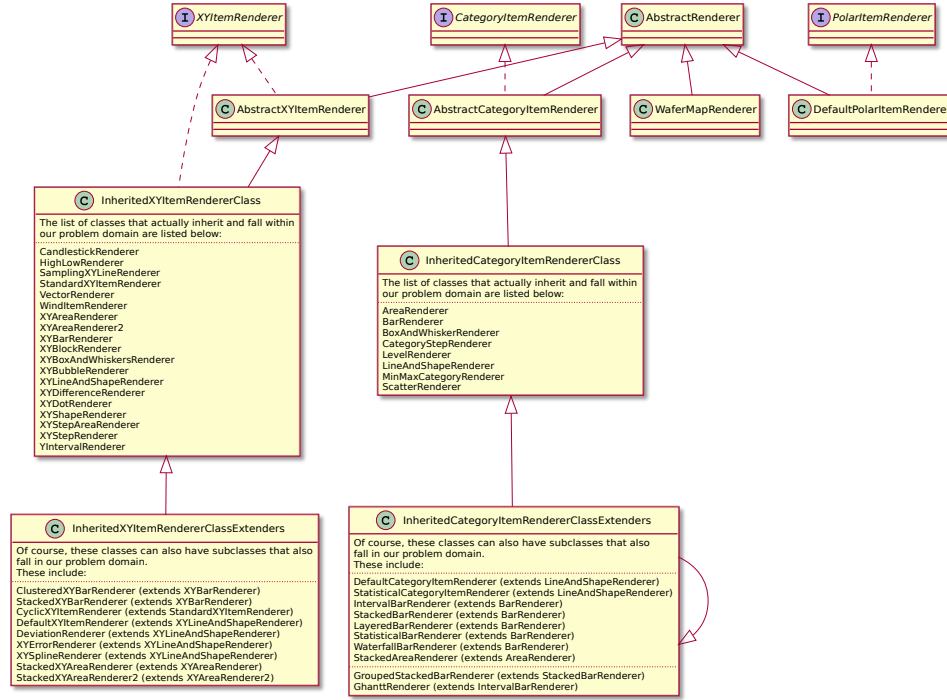 I XYItemRenderer
I CategoryItemRenderer
C AbstractRenderer
I PolarItemRenderer
C AbstractXYItemRenderer
C AbstractCategoryItemRenderer
C WaferMapRenderer
C DefaultPolarItemRenderer
C InheritedXYItemRendererClass
The list of classes that actually inherit and fall within
our problem domain are listed below:
CandlestickRenderer
HighLowRenderer
SamplingXYLineRenderer
StandardXYItemRenderer
VectorRenderer
WindItemRenderer
XYAreaRenderer
XYAreaRenderer2
XYBarRenderer
XYBlockRenderer
XYBoxAndWhiskersRenderer
XYBubbleRenderer
XYLineAndShapeRenderer
XYDifferenceRenderer
XYDotRenderer
XYShapeRenderer
XYStepAreaRenderer
XYStepRenderer
YIntervalRenderer
C InheritedCategoryItemRendererClass
The list of classes that actually inherit and fall within
our problem domain are listed below:
AreaRenderer
BarRenderer
BoxAndWhiskerRenderer
CategoryStepRenderer
LevelRenderer
LineAndShapeRenderer
MinMaxCategoryRenderer
ScatterRenderer
C InheritedXYItemRendererClassExtenders
Of course, these classes can also have subclasses that also
fall in our problem domain.
These include:
ClusteredXYBarRenderer (extends XYBarRenderer)
StackedXYBarRenderer (extends XYBarRenderer)
CyclicXYItemRenderer (extends StandardXYItemRenderer)
DefaultXYItemRenderer (extends XYLineAndShapeRenderer)
DeviationRenderer (extends XYLineAndShapeRenderer)
XYErrorRenderer (extends XYLineAndShapeRenderer)
XYSplineRenderer (extends XYLineAndShapeRenderer)
StackedXYAreaRenderer (extends XYAreaRenderer)
StackedXYAreaRenderer2 (extends XYAreaRenderer2)
C InheritedCategoryItemRendererClassExtenders
Of course, these classes can also have subclasses that also
fall in our problem domain.
These include:
DefaultCategoryItemRenderer (extends LineAndShapeRenderer)
StatisticalCategoryItemRenderer (extends LineAndShapeRenderer)
IntervalBarRenderer (extends BarRenderer)
StackedBarRenderer (extends BarRenderer)
LayeredBarRenderer (extends BarRenderer)
StatisticalBarRenderer (extends BarRenderer)
WaterfallBarRenderer (extends BarRenderer)
StackedAreaRenderer (extends AreaRenderer)
GroupedStackedBarRenderer (extends StackedBarRenderer)
GhanttRenderer (extends IntervalBarRenderer)